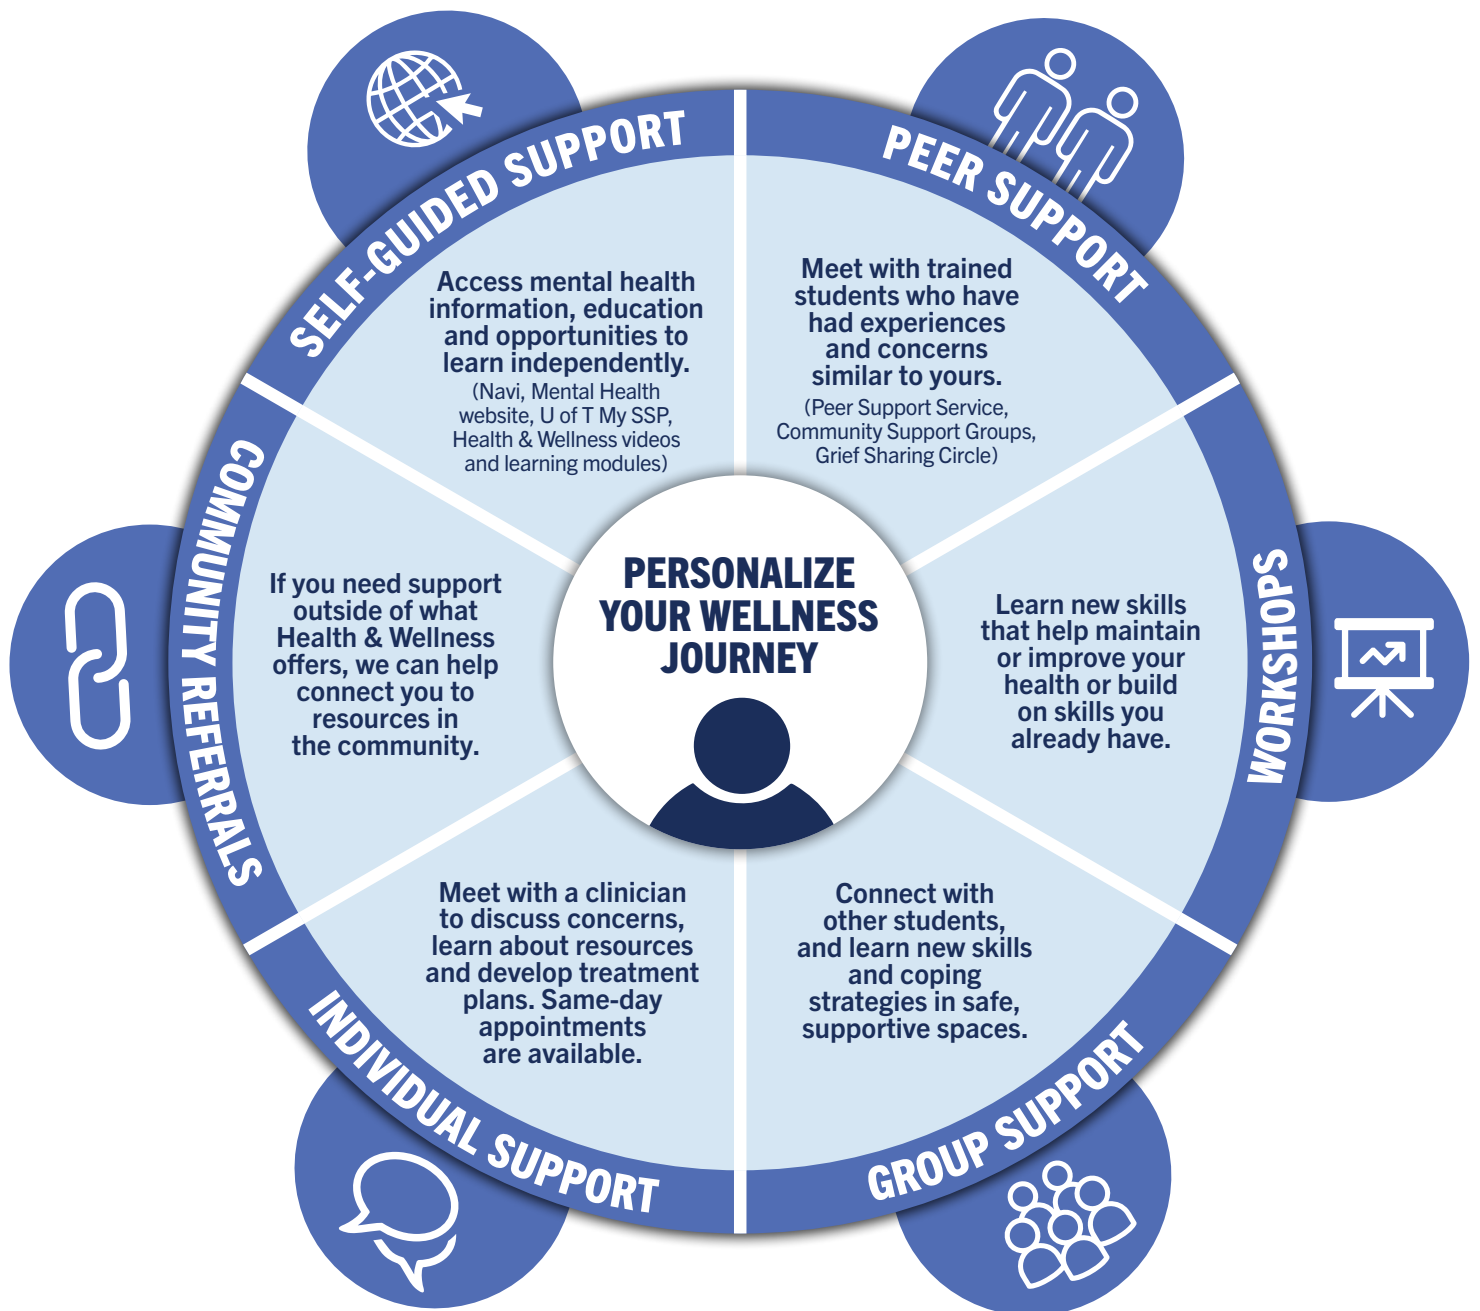 SELF-GUIDED SUPPORT
Access mental health
information, education
and opportunities to
learn independently.
(Navi, Mental Health
website, U of T My SSP,
Health & Wellness videos
and learning modules)
PEER SUPPORT
Meet with trained
students who have
had experiences
and concerns
similar to yours.
(Peer Support Service,
Community Support Groups,
Grief Sharing Circle)
COMMUNITY REFERRALS
If you need support
outside of what
Health & Wellness
offers, we can help
connect you to
resources in
the community.
PERSONALIZE
YOUR WELLNESS
JOURNEY
WORKSHOPS
Learn new skills
that help maintain
or improve your
health or build
on skills you
already have.
INDIVIDUAL SUPPORT
Meet with a clinician
to discuss concerns,
learn about resources
and develop treatment
plans. Same-day
appointments
are available.
GROUP SUPPORT
Connect with
other students,
and learn new skills
and coping
strategies in safe,
supportive spaces.